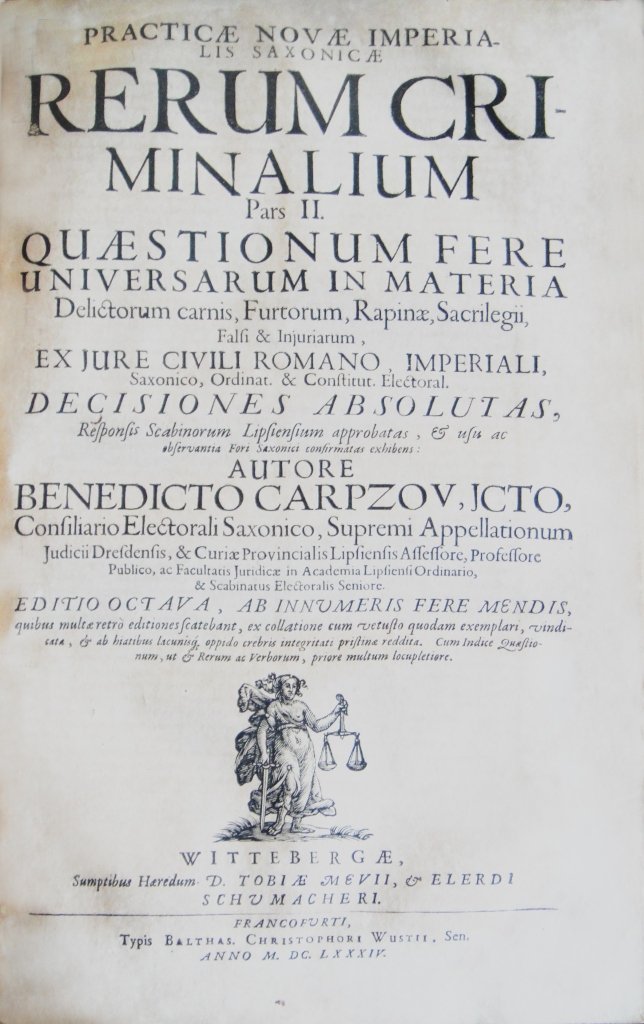 PRACTICÆ NOVÆ IMPERIA-
LIS SAXONICÆ
RERUM CRI-
MINALIUM
Pars II.
QUÆSTIONUM FERE
UNIVERSARUM IN MATERIA
Delictorum carnis, Furtorum, Rapinæ, Sacrilegii,
Falſi & Injuriarum,
EX JURE CIVILI ROMANO, IMPERIALI,
Saxonico, Ordinat. & Conſtitut. Electoral.
DECISIONES ABSOLUTAS,
Reſponſis Scabinorum Lipſienſium approbatas, & uſu ac
obſervantia Fori Saxonici confirmatas exhibens:
AUTORE
BENEDICTO CARPZOV, JCTO,
Conſiliario Electorali Saxonico, Supremi Appellationum
Judicii Dreſdenſis, & Curiæ Provincialis Lipſienſis Aſſeſſore, Profeſſore
Publico, ac Facultatis Juridicæ in Academia Lipſienſi Ordinario,
& Scabinatus Electoralis Seniore.
EDITIO OCTAVA, AB INNVMERIS FERE MENDIS,
quibus multæ retrò editiones ſcatebant, ex collatione cum vetuſto quodam exemplari, vindi-
cata, & ab hiatibus lacuniſq; oppido crebris integritati priſtinæ reddita. Cum Indice Quæſtio-
num, ut & Rerum ac Verborum, priore multum locupletiore.
WITTEBERGÆ,
Sumptibus Hæredum D. TOBIÆ MEVII, & ELERDI
SCHVMACHERI.
FRANCOFURTI,
Typis BALTHAS. CHRISTOPHORI WUSTII, Sen.
ANNO M. DC. LXXXIV.